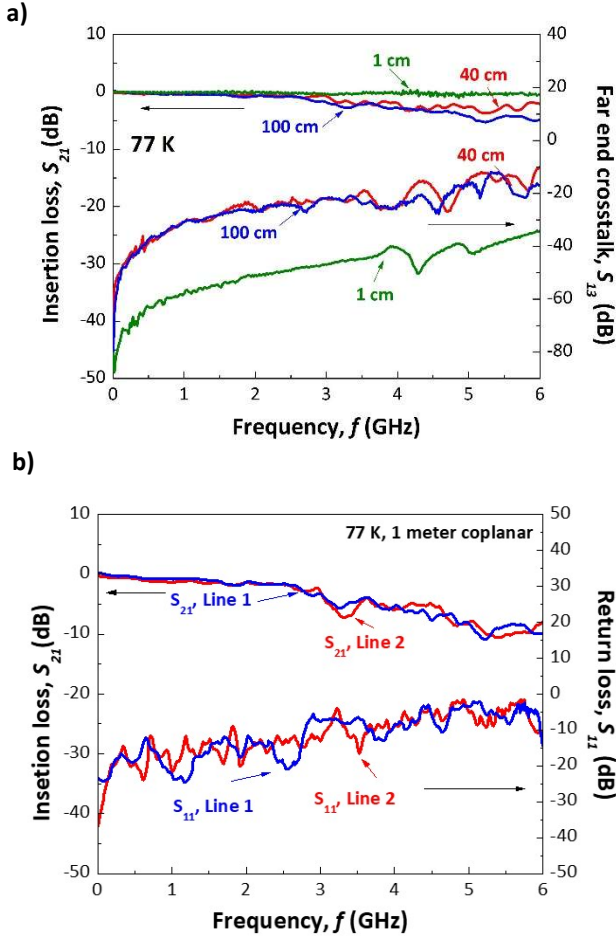 a)
10
0
-10
-20
-30
-40
-50
40
20
0
-20
-40
-60
-80
0 1 2 3 4 5 6
Insertion loss, S21 (dB)
Far end crosstalk, S13 (dB)
Frequency, f (GHz)
1 cm
40 cm
100 cm
77 K
40 cm
100 cm
1 cm
b)
10
0
-10
-20
-30
-40
-50
50
40
30
20
10
0
-10
-20
-30
-40
-50
0 1 2 3 4 5 6
Insetion loss, S21 (dB)
Return loss, S11 (dB)
Frequency, f (GHz)
77 K, 1 meter coplanar
S21, Line 1
S21, Line 2
S11, Line 1
S11, Line 2